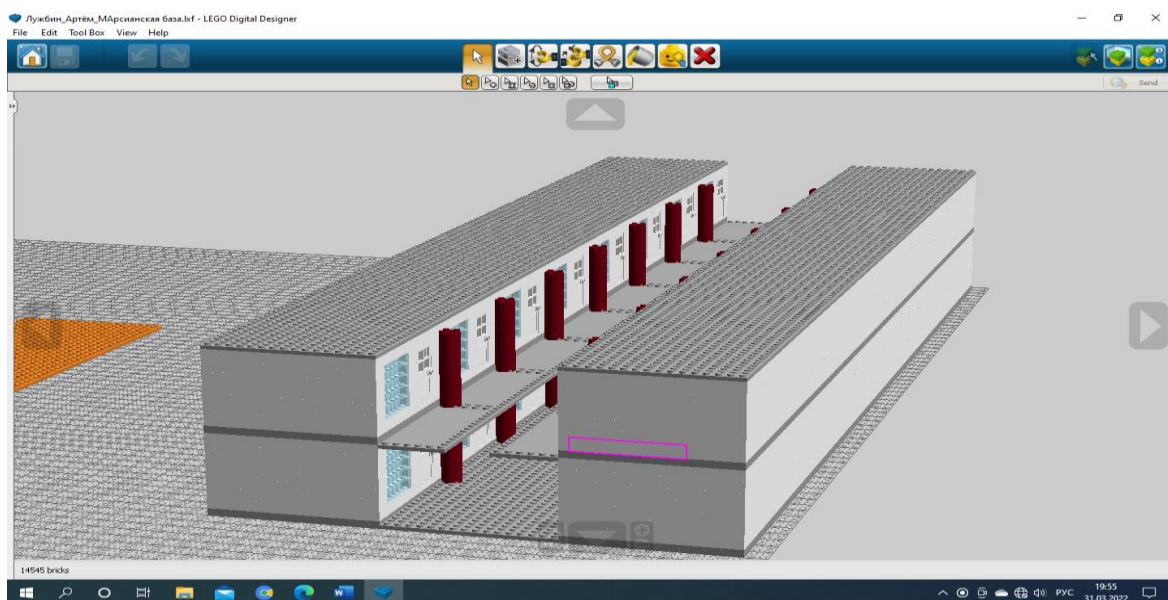 Лужбин_Артём_МАрсианская база.lxf - LEGO Digital Designer
File Edit Tool Box View Help
Send
14545 bricks
РУС
19:55
31.03.2022